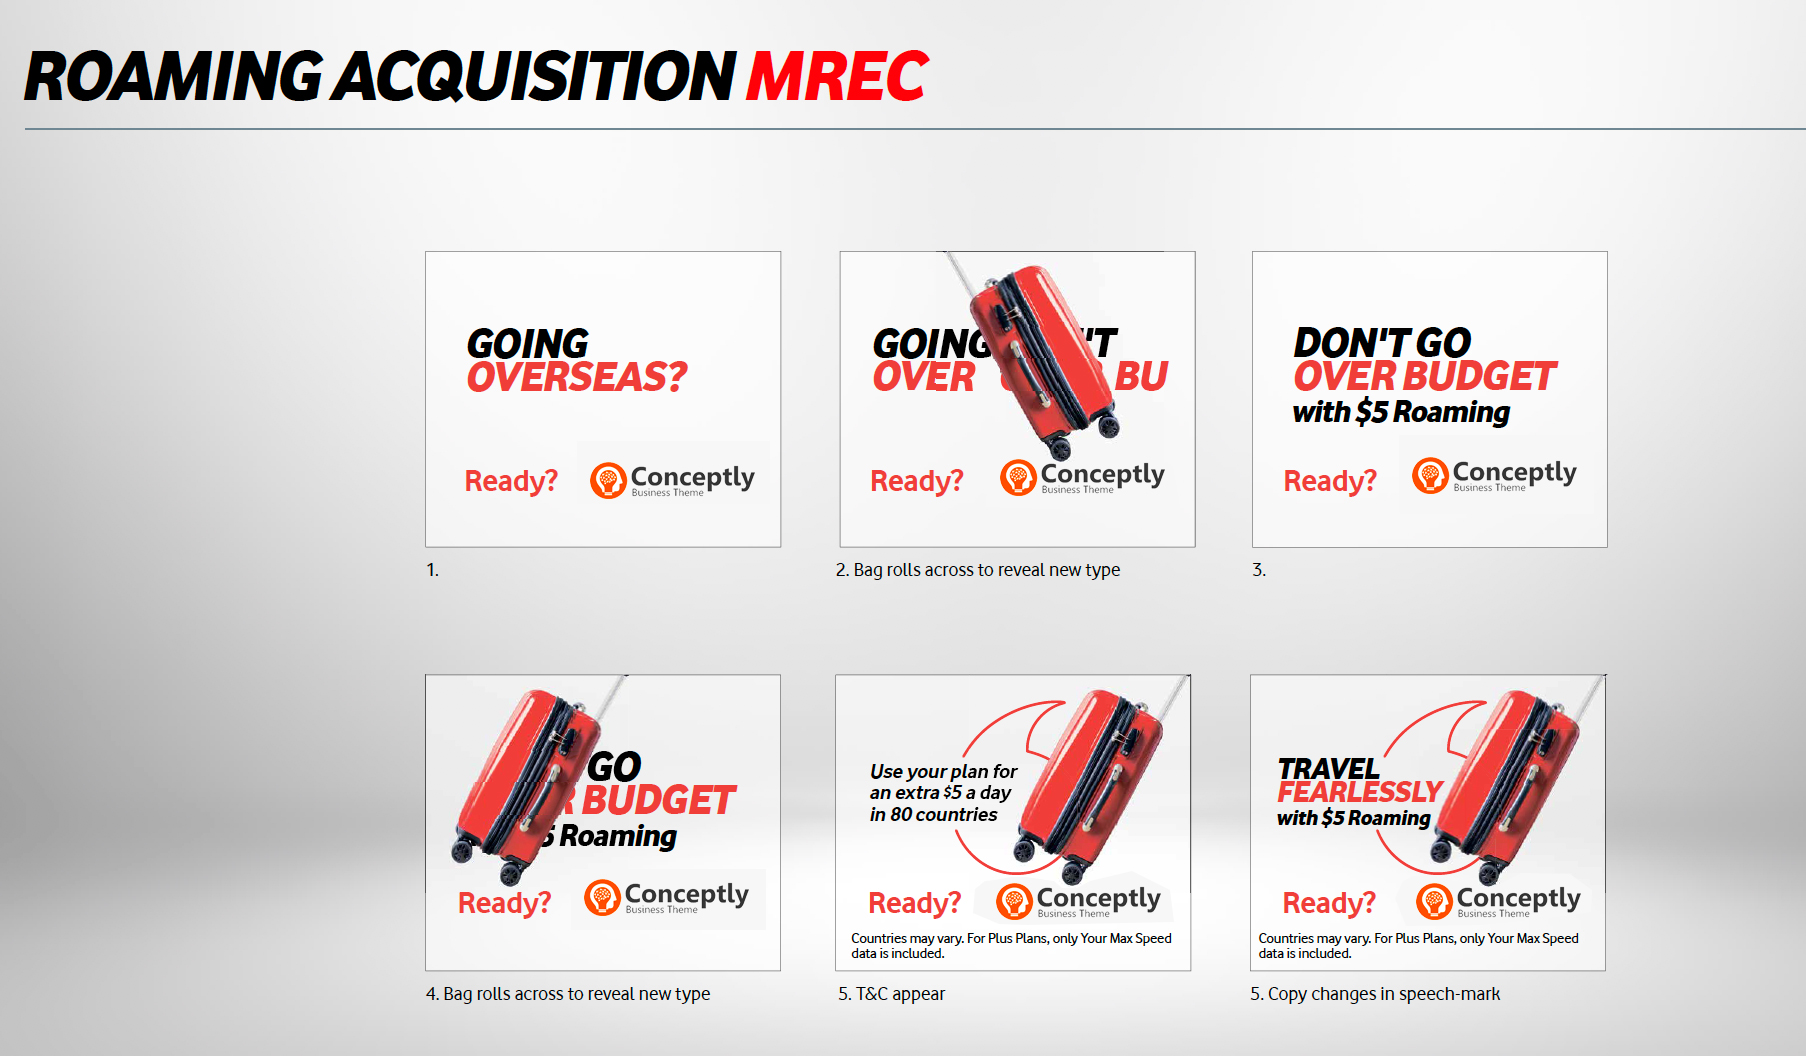 ROAMING ACQUISITION MREC
GOING
OVERSEAS?
Ready?
Conceptly
Business Theme
1.
GOING 'T
OVER BU
Ready?
Conceptly
Business Theme
2. Bag rolls across to reveal new type
DON'T GO
OVER BUDGET
with $5 Roaming
Ready?
Conceptly
Business Theme
3.
GO
R BUDGET
5 Roaming
Ready?
Conceptly
Business Theme
4. Bag rolls across to reveal new type
Use your plan for
an extra $5 a day
in 80 countries
Ready?
Conceptly
Business Theme
Countries may vary. For Plus Plans, only Your Max Speed
data is included.
5. T&C appear
TRAVEL
FEARLESSLY
with $5 Roaming
Ready?
Conceptly
Business Theme
Countries may vary. For Plus Plans, only Your Max Speed
data is included.
5. Copy changes in speech-mark